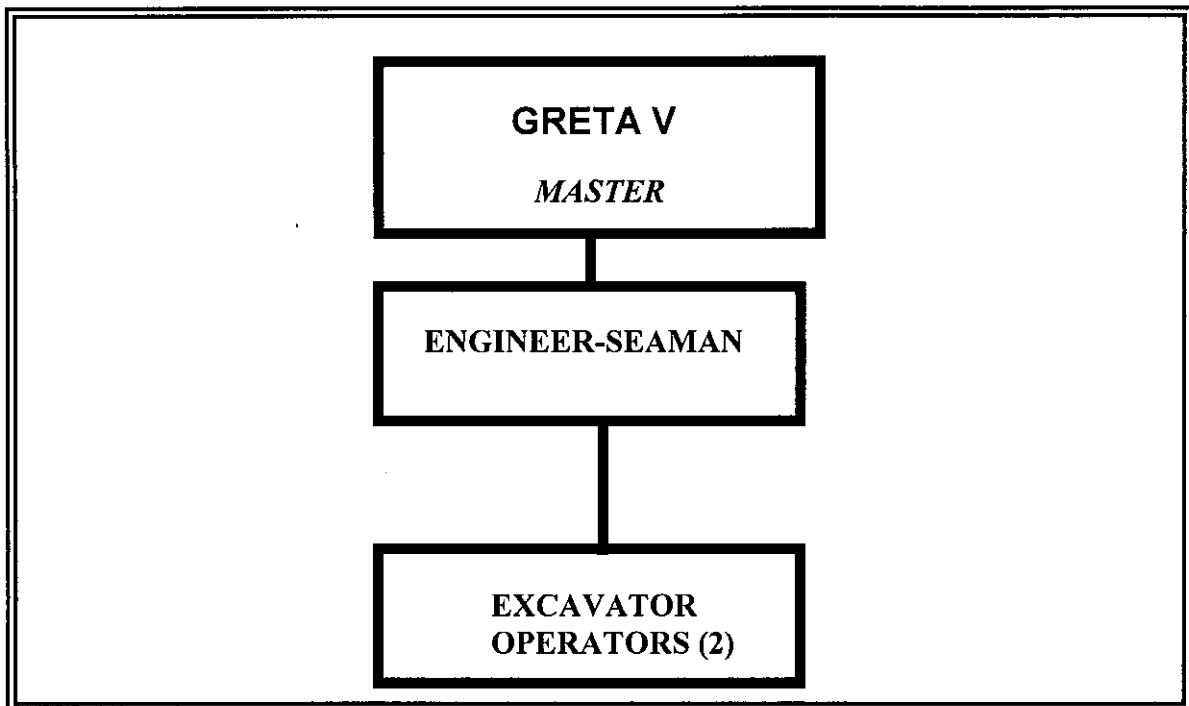 GRETA V
MASTER
ENGINEER-SEAMAN
EXCAVATOR
OPERATORS (2)